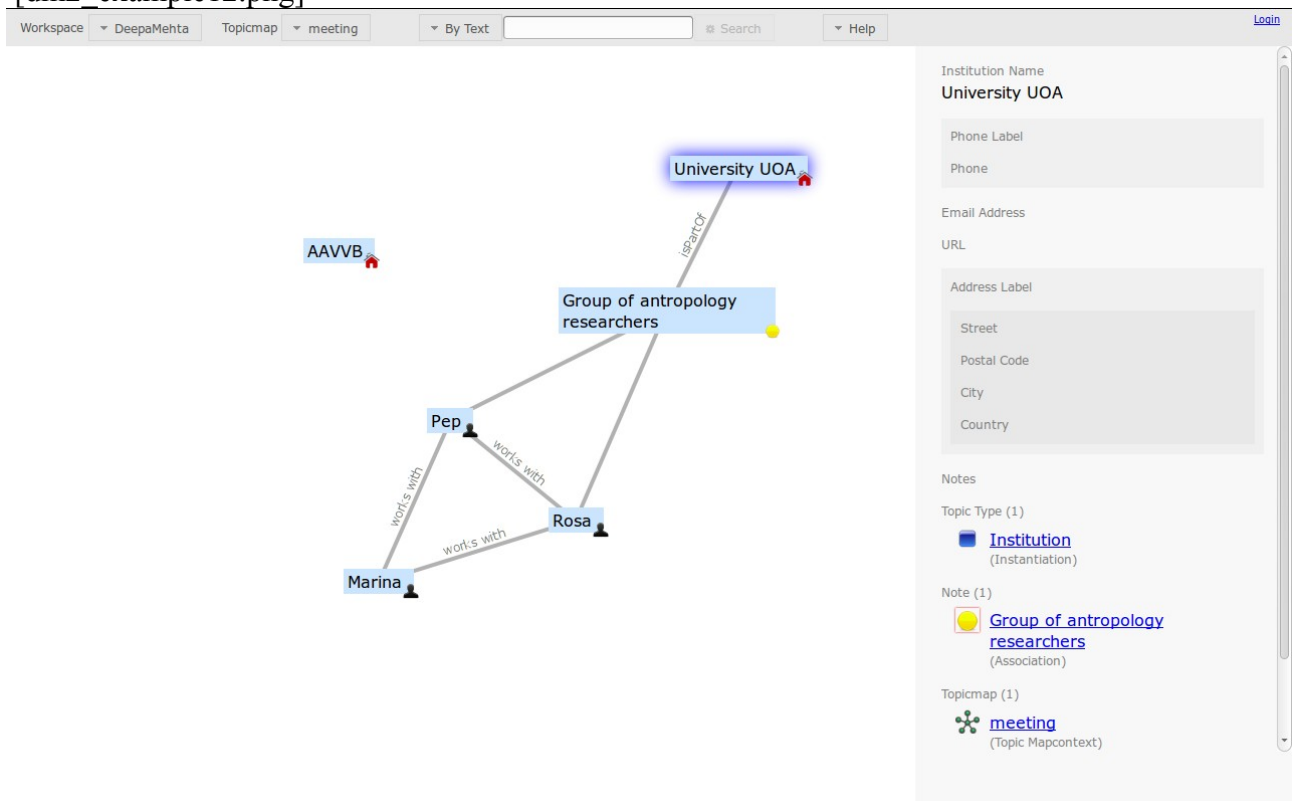 Workspace DeepaMehta Topicmap meeting By Text Search Help Login
University UOA
isPartOf
AAVVB
Group of antropology
researchers
Pep
works with
works with
Rosa
works with
Marina
Institution Name
University UOA
Phone Label
Phone
Email Address
URL
Address Label
Street
Postal Code
City
Country
Notes
Topic Type (1)
Institution
(Instantiation)
Note (1)
Group of antropology
researchers
(Association)
Topicmap (1)
meeting
(Topic Mapcontext)